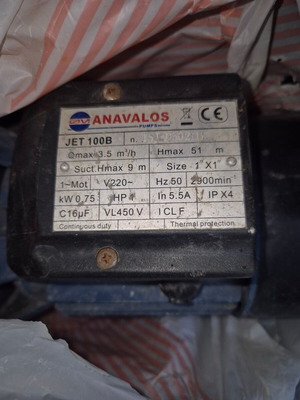 ANAVALOS
PUMPS
CE
JET 100B n.
Qmax 3.5 m³/h Hmax 51 m
Suct.Hmax 9 m Size 1"X1"
1~Mot V220~ Hz 50 2900min
kW 0,75 HP 1 In 5.5A IP X4
C16µF VL450 V I CL F
Continuous duty Thermal protection